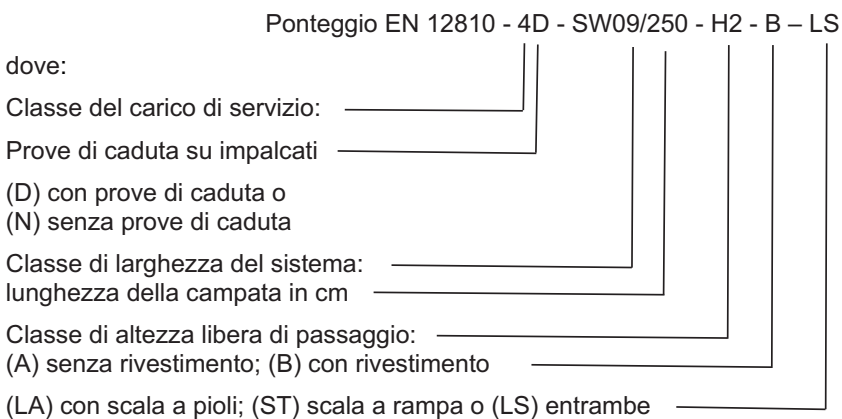 Ponteggio EN 12810 - 4D - SW09/250 - H2 - B – LS
dove:
Classe del carico di servizio:
Prove di caduta su impalcati
(D) con prove di caduta o
(N) senza prove di caduta
Classe di larghezza del sistema:
lunghezza della campata in cm
Classe di altezza libera di passaggio:
(A) senza rivestimento; (B) con rivestimento
(LA) con scala a pioli; (ST) scala a rampa o (LS) entrambe